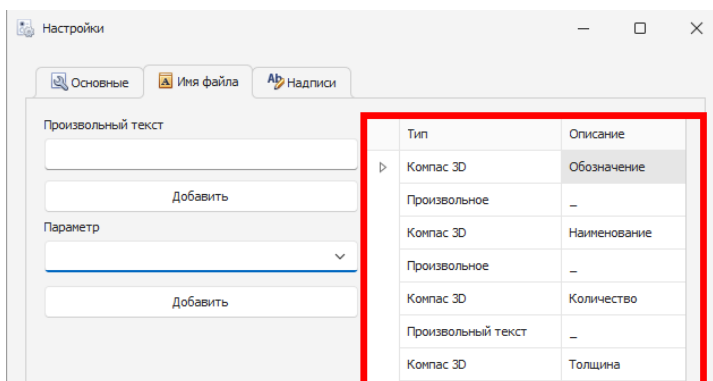 Настройки
Основные
Имя файла
Надписи
Произвольный текст
Добавить
Параметр
Добавить
Тип Описание
Компас 3D Обозначение
Произвольное _
Компас 3D Наименование
Произвольное _
Компас 3D Количество
Произвольный текст _
Компас 3D Толщина